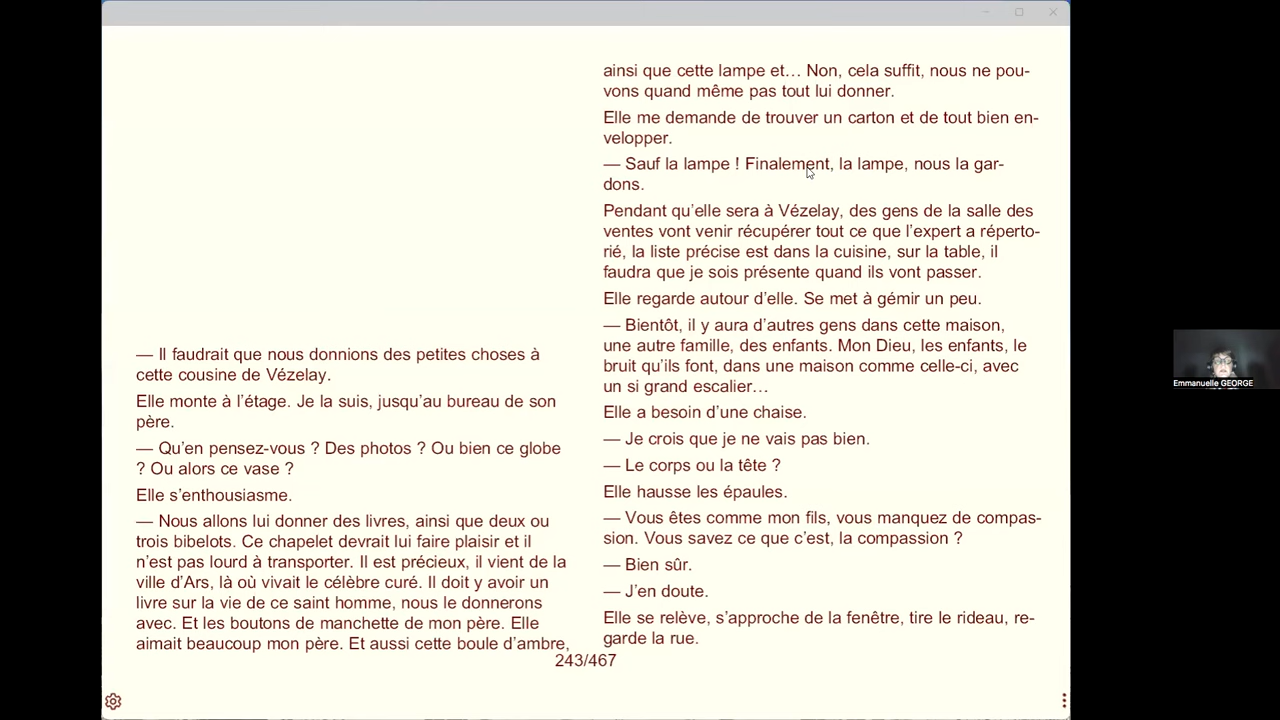 — Il faudrait que nous donnions des petites choses à
cette cousine de Vézelay.
Elle monte à l’étage. Je la suis, jusqu’au bureau de son
père.
— Qu’en pensez-vous ? Des photos ? Ou bien ce globe
? Ou alors ce vase ?
Elle s’enthousiasme.
— Nous allons lui donner des livres, ainsi que deux ou
trois bibelots. Ce chapelet devrait lui faire plaisir et il
n’est pas lourd à transporter. Il est précieux, il vient de la
ville d’Ars, là où vivait le célèbre curé. Il doit y avoir un
livre sur la vie de ce saint homme, nous le donnerons
avec. Et les boutons de manchette de mon père. Elle
aimait beaucoup mon père. Et aussi cette boule d’ambre,
ainsi que cette lampe et… Non, cela suffit, nous ne pou-
vons quand même pas tout lui donner.
Elle me demande de trouver un carton et de tout bien en-
velopper.
— Sauf la lampe ! Finalement, la lampe, nous la gar-
dons.
Pendant qu’elle sera à Vézelay, des gens de la salle des
ventes vont venir récupérer tout ce que l’expert a réperto-
rié, la liste précise est dans la cuisine, sur la table, il
faudra que je sois présente quand ils vont passer.
Elle regarde autour d’elle. Se met à gémir un peu.
— Bientôt, il y aura d’autres gens dans cette maison,
une autre famille, des enfants. Mon Dieu, les enfants, le
bruit qu’ils font, dans une maison comme celle-ci, avec
un si grand escalier…
Elle a besoin d’une chaise.
— Je crois que je ne vais pas bien.
— Le corps ou la tête ?
Elle hausse les épaules.
— Vous êtes comme mon fils, vous manquez de compas-
sion. Vous savez ce que c’est, la compassion ?
— Bien sûr.
— J’en doute.
Elle se relève, s’approche de la fenêtre, tire le rideau, re-
garde la rue.
243/467
Emmanuelle GEORGE